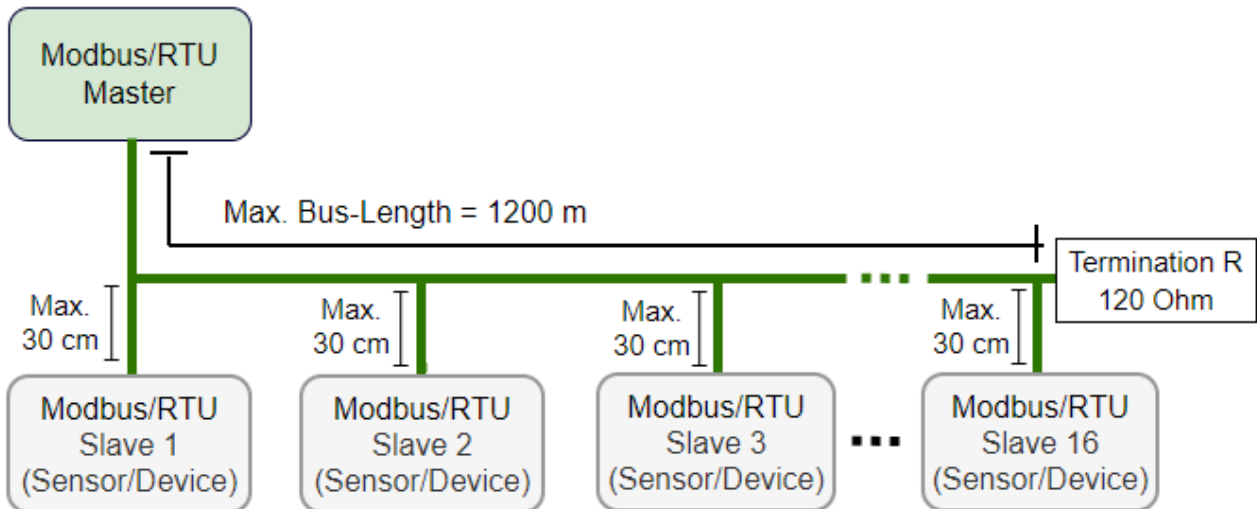 Modbus/RTU
Master
Max. Bus-Length = 1200 m
Termination R
120 Ohm
Max.
30 cm
Max.
30 cm
Max.
30 cm
Max.
30 cm
Modbus/RTU
Slave 1
(Sensor/Device)
Modbus/RTU
Slave 2
(Sensor/Device)
Modbus/RTU
Slave 3
(Sensor/Device)
Modbus/RTU
Slave 16
(Sensor/Device)